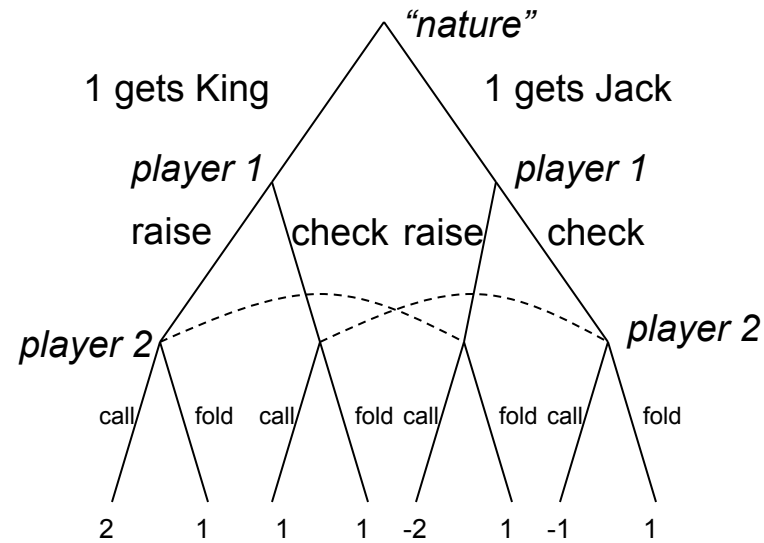 “nature”
1 gets King 1 gets Jack
player 1 player 1
raise check raise check
player 2 player 2
call fold call fold call fold call fold
2 1 1 1 -2 1 -1 1